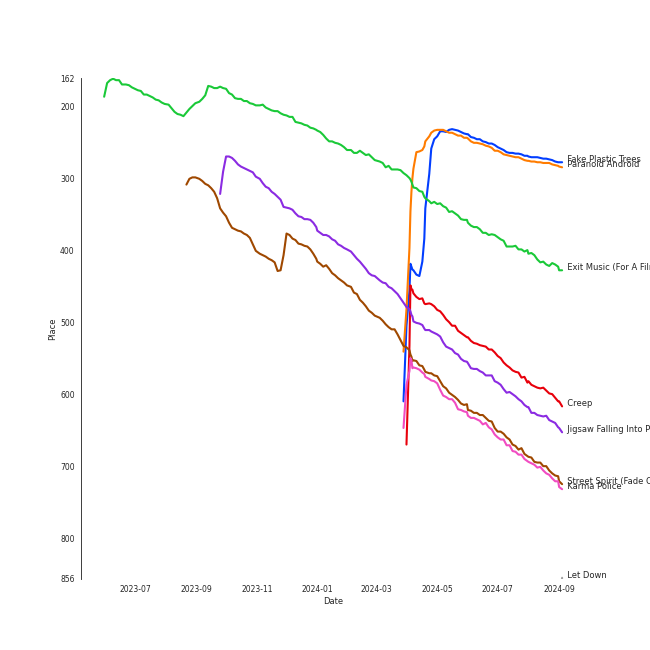 162
200
300
400
500
600
700
800
856
Place
2023-07
2023-09
2023-11
2024-01
2024-03
2024-05
2024-07
2024-09
Date
Fake Plastic Trees
Paranoid Android
Exit Music (For A Fil
Creep
Jigsaw Falling Into P
Street Spirit (Fade O
Karma Police
Let Down